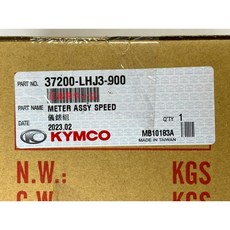 PART NO. 37200-LHJ3-900
PART NAME METER ASSY SPEED
儀錶組
2023.02 Q'TY 1
KYMCO MB10183A
MADE IN TAIWAN
N.W.: KGS
G.W. KGS